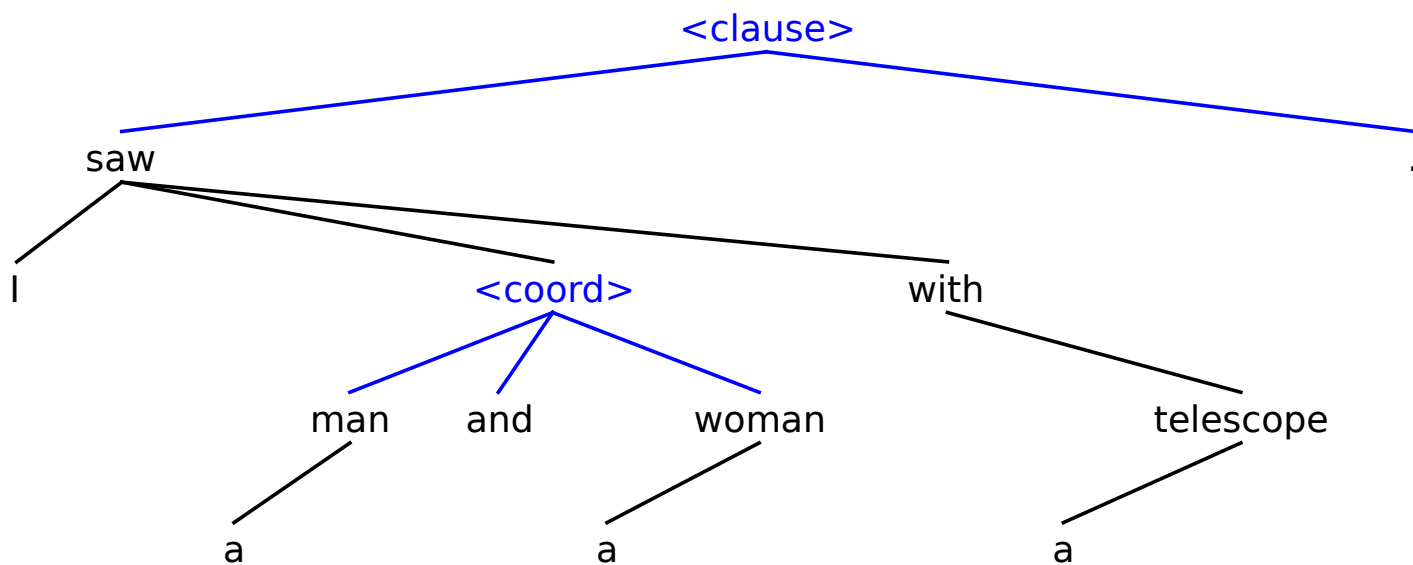 <clause>
saw .
I <coord> with
man and woman telescope
a a a